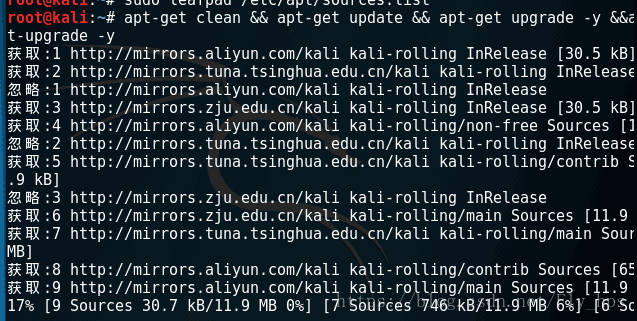 root@kali:~# sudo leafpad /etc/apt/sources.list
root@kali:~# apt-get clean && apt-get update && apt-get upgrade -y &&a
t-upgrade -y
获取:1 http://mirrors.aliyun.com/kali kali-rolling InRelease [30.5 kB]
获取:2 http://mirrors.tuna.tsinghua.edu.cn/kali kali-rolling InRelease
忽略:1 http://mirrors.aliyun.com/kali kali-rolling InRelease
获取:3 http://mirrors.zju.edu.cn/kali kali-rolling InRelease [30.5 kB]
获取:4 http://mirrors.aliyun.com/kali kali-rolling/non-free Sources [1
忽略:2 http://mirrors.tuna.tsinghua.edu.cn/kali kali-rolling InRelease
获取:5 http://mirrors.tuna.tsinghua.edu.cn/kali kali-rolling/contrib S
.9 kB]
忽略:3 http://mirrors.zju.edu.cn/kali kali-rolling InRelease
获取:6 http://mirrors.aliyun.com/kali kali-rolling/main Sources [11.9
获取:7 http://mirrors.tuna.tsinghua.edu.cn/kali kali-rolling/main Sour
MB]
获取:8 http://mirrors.aliyun.com/kali kali-rolling/contrib Sources [65
获取:9 http://mirrors.aliyun.com/kali kali-rolling/main Sources [11.9
17% [9 Sources 30.7 kB/11.9 MB 0%] [7 Sources 746 kB/11.9 MB 6%] [6 So